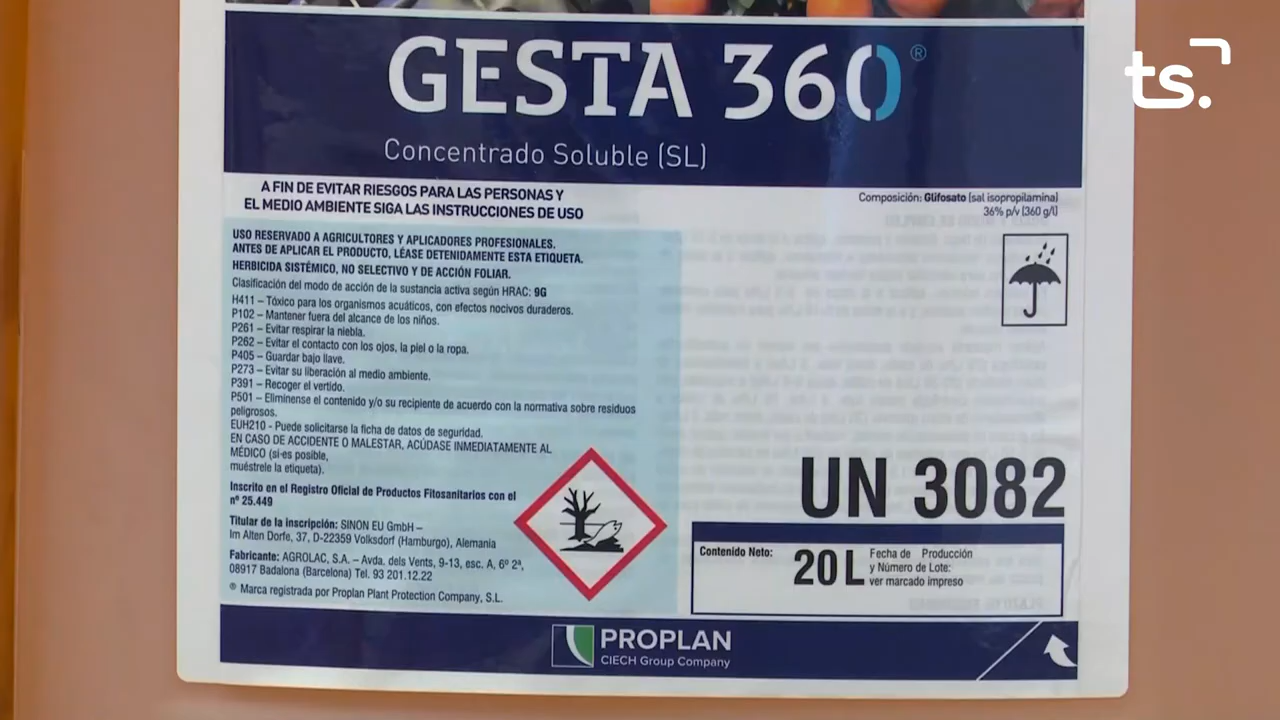 GESTA 360®
ts.
Concentrado Soluble (SL)
A FIN DE EVITAR RIESGOS PARA LAS PERSONAS Y
EL MEDIO AMBIENTE SIGA LAS INSTRUCCIONES DE USO
Composición: Glifosato (sal isopropilamina)
36% p/v (360 g/l)
USO RESERVADO A AGRICULTORES Y APLICADORES PROFESIONALES.
ANTES DE APLICAR EL PRODUCTO, LÉASE DETENIDAMENTE ESTA ETIQUETA.
HERBICIDA SISTÉMICO, NO SELECTIVO Y DE ACCIÓN FOLIAR.
Clasificación del modo de acción de la sustancia activa según HRAC: 9G
H411 – Tóxico para los organismos acuáticos, con efectos nocivos duraderos.
P102 – Mantener fuera del alcance de los niños.
P261 – Evitar respirar la niebla.
P262 – Evitar el contacto con los ojos, la piel o la ropa.
P405 – Guardar bajo llave.
P273 – Evitar su liberación al medio ambiente.
P391 – Recoger el vertido.
P501 – Elimínense el contenido y/o su recipiente de acuerdo con la normativa sobre residuos
peligrosos.
EUH210 - Puede solicitarse la ficha de datos de seguridad.
EN CASO DE ACCIDENTE O MALESTAR, ACÚDASE INMEDIATAMENTE AL
MÉDICO (si es posible,
muéstrele la etiqueta).
Inscrito en el Registro Oficial de Productos Fitosanitarios con el
nº 25.449
Titular de la inscripción: SINON EU GmbH –
Im Alten Dorfe, 37, D-22359 Volksdorf (Hamburgo), Alemania
Fabricante: AGROLAC, S.A. – Avda. dels Vents, 9-13, esc. A, 6º 2ª,
08917 Badalona (Barcelona) Tel. 93 201.12.22
® Marca registrada por Proplan Plant Protection Company, S.L.
UN 3082
Contenido Neto: 20 L
Fecha de Producción
y Número de Lote:
ver marcado impreso
PROPLAN
CIECH Group Company